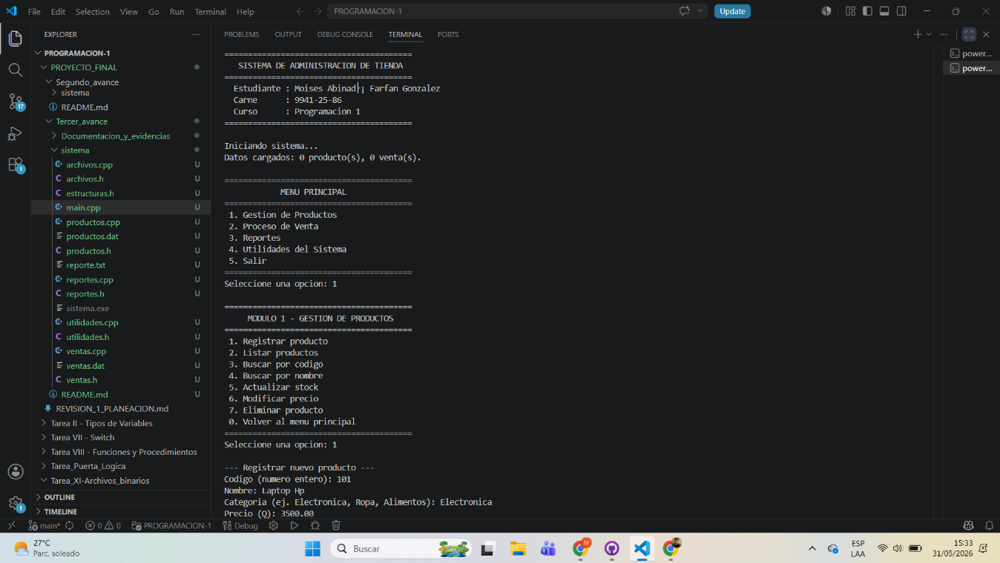 File Edit Selection View Go Run Terminal Help
PROGRAMACION-1
Update
EXPLORER
PROGRAMACION-1
PROYECTO_FINAL
Segundo_avance
sistema
README.md
Tercer_avance
Documentacion_y_evidencias
sistema
archivos.cpp U
archivos.h U
estructuras.h U
main.cpp U
productos.cpp U
productos.dat U
productos.h U
reporte.txt U
reportes.cpp U
reportes.h U
sistema.exe
utilidades.cpp U
utilidades.h U
ventas.cpp U
ventas.dat U
ventas.h U
README.md U
REVISION_1_PLANEACION.md
Tarea II - Tipos de Variables
Tarea VII - Switch
Tarea VIII - Funciones y Procedimientos
Tarea_Puerta_Logica
Tarea_XI-Archivos_binarios
OUTLINE
TIMELINE
17
1
1
PROBLEMS OUTPUT DEBUG CONSOLE TERMINAL PORTS
power...
power...
========================================
SISTEMA DE ADMINISTRACION DE TIENDA
========================================
Estudiante : Moises Abinad├¡ Farfan Gonzalez
Carne : 9941-25-86
Curso : Programacion 1
========================================
Iniciando sistema...
Datos cargados: 0 producto(s), 0 venta(s).
========================================
MENU PRINCIPAL
========================================
1. Gestion de Productos
2. Proceso de Venta
3. Reportes
4. Utilidades del Sistema
5. Salir
========================================
Seleccione una opcion: 1
========================================
MODULO 1 - GESTION DE PRODUCTOS
========================================
1. Registrar producto
2. Listar productos
3. Buscar por codigo
4. Buscar por nombre
5. Actualizar stock
6. Modificar precio
7. Eliminar producto
0. Volver al menu principal
========================================
Seleccione una opcion: 1
--- Registrar nuevo producto ---
Codigo (numero entero): 101
Nombre: Laptop Hp
Categoria (ej. Electronica, Ropa, Alimentos): Electronica
Precio (Q): 3500.00
main* 0 0 PROGRAMACION-1 Debug
27°C
Parc. soleado
Buscar
M
ESP
LAA
15:33
31/05/2026